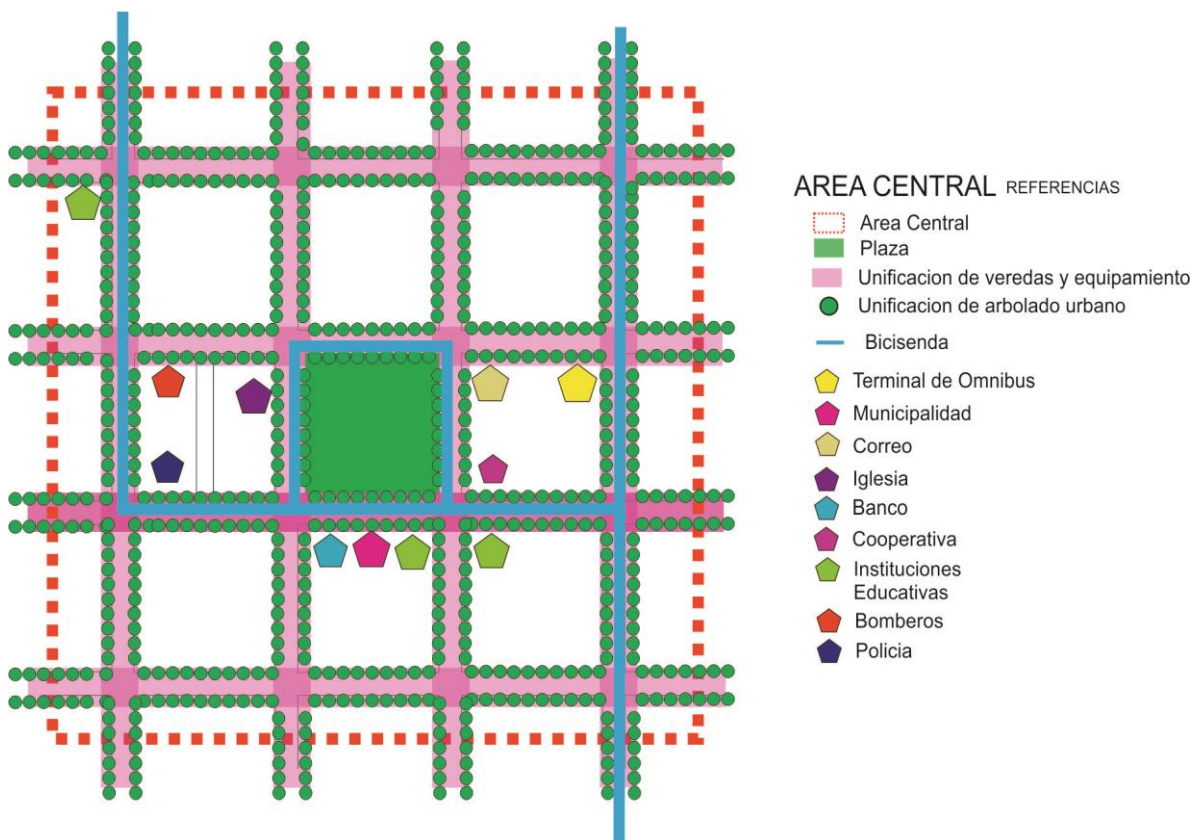 AREA CENTRAL REFERENCIAS
Area Central
Plaza
Unificacion de veredas y equipamiento
Unificacion de arbolado urbano
Bicisenda
Terminal de Omnibus
Municipalidad
Correo
Iglesia
Banco
Cooperativa
Instituciones
Educativas
Bomberos
Policia